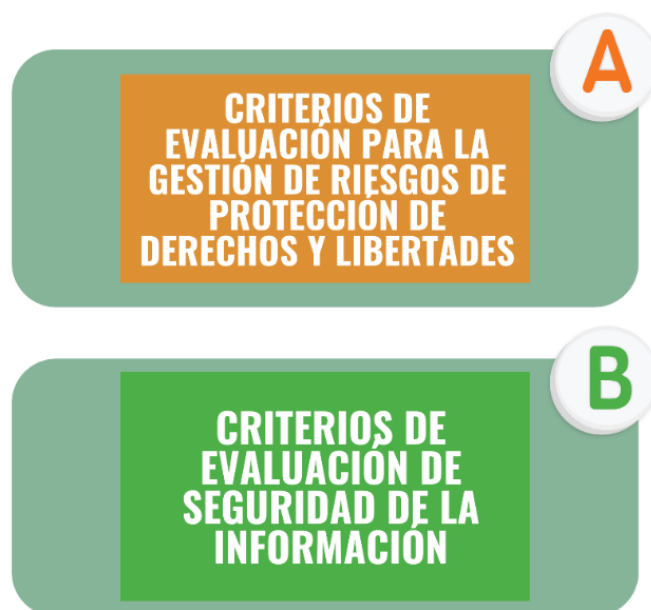 A
CRITERIOS DE
EVALUACIÓN PARA LA
GESTIÓN DE RIESGOS DE
PROTECCIÓN DE
DERECHOS Y LIBERTADES
B
CRITERIOS DE
EVALUACIÓN DE
SEGURIDAD DE LA
INFORMACIÓN